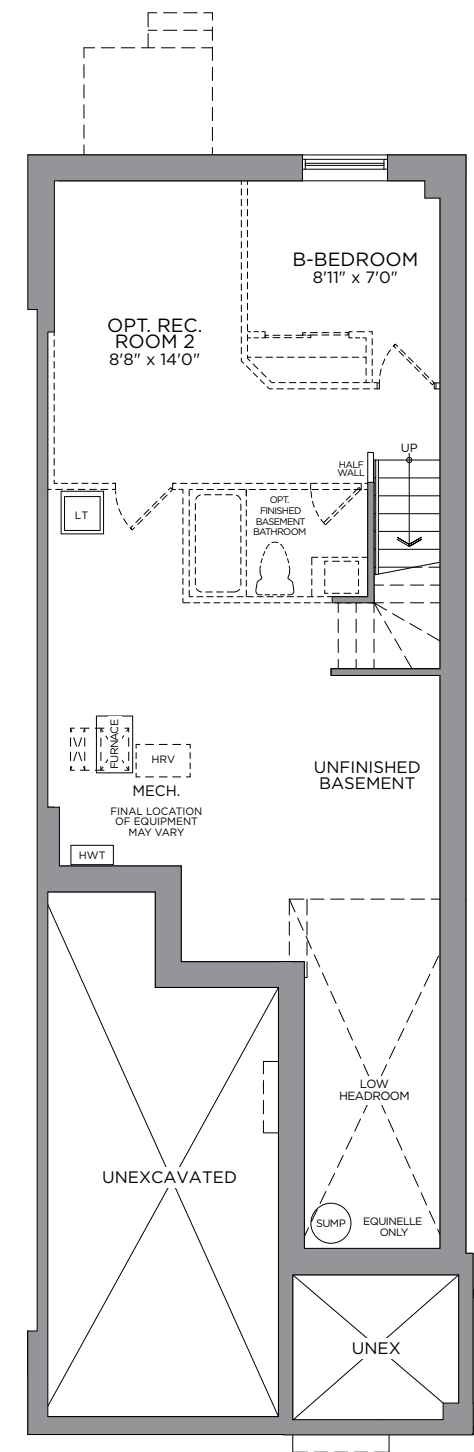 B-BEDROOM
8'11" x 7'0"
OPT. REC.
ROOM 2
8'8" x 14'0"
UP
HALF
WALL
LT
OPT.
FINISHED
BASEMENT
BATHROOM
FURNACE
HRV
MECH.
FINAL LOCATION
OF EQUIPMENT
MAY VARY
UNFINISHED
BASEMENT
HWT
LOW
HEADROOM
UNEXCAVATED
SUMP
EQUINELLE
ONLY
UNEX